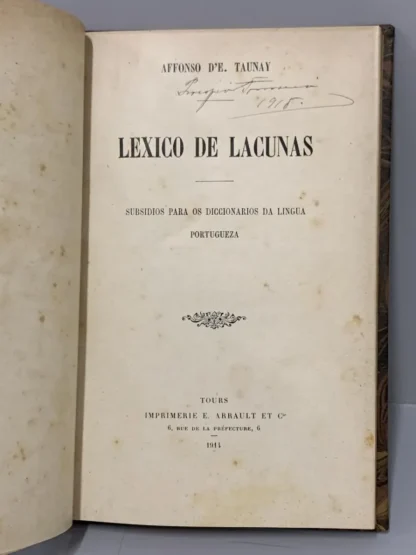 AFFONSO D'E. TAUNAY
1915.
LEXICO DE LACUNAS
SUBSIDIOS PARA OS DICCIONARIOS DA LINGUA
PORTUGUEZA
TOURS
IMPRIMERIE E. ARRAULT ET Cie
6, RUE DE LA PRÉFECTURE, 6
1914